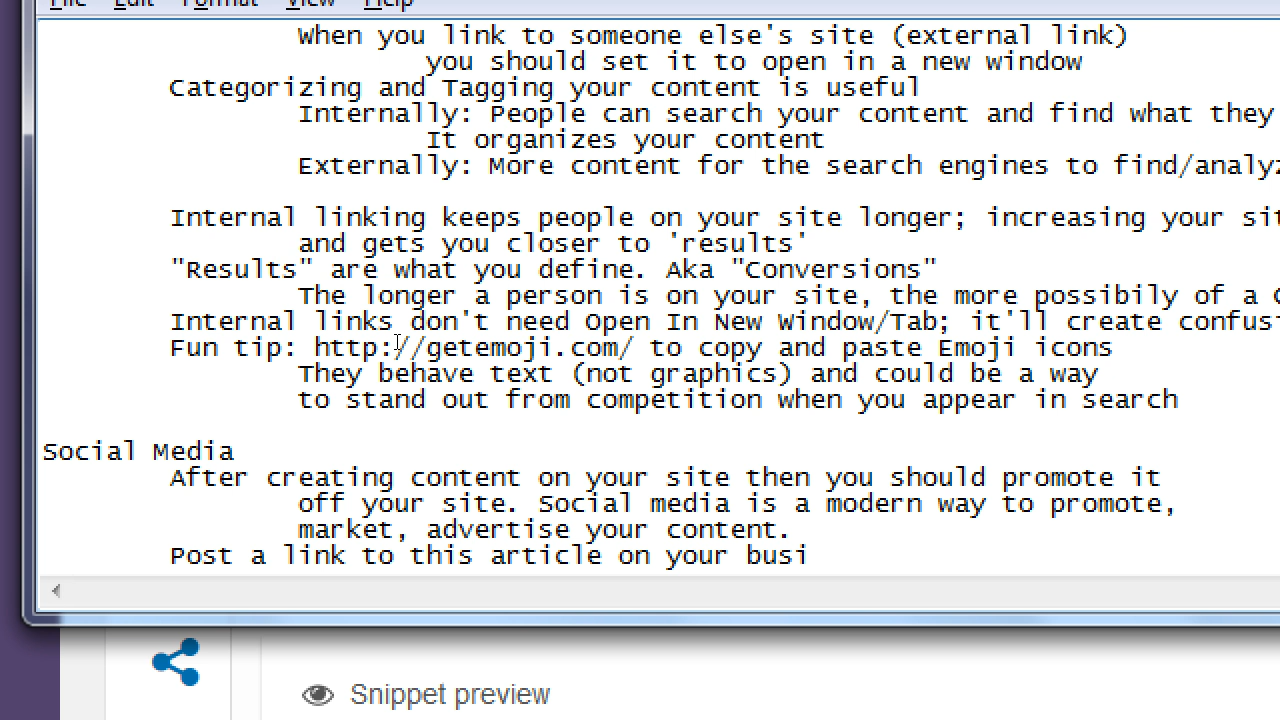 File Edit Format View Help
When you link to someone else's site (external link)
you should set it to open in a new window
Categorizing and Tagging your content is useful
Internally: People can search your content and find what they
It organizes your content
Externally: More content for the search engines to find/analyz
Internal linking keeps people on your site longer; increasing your sit
and gets you closer to 'results'
"Results" are what you define. Aka "Conversions"
The longer a person is on your site, the more possibily of a C
Internal links don't need Open In New Window/Tab; it'll create confusi
Fun tip: http://getemoji.com/ to copy and paste Emoji icons
They behave text (not graphics) and could be a way
to stand out from competition when you appear in search
Social Media
After creating content on your site then you should promote it
off your site. Social media is a modern way to promote,
market, advertise your content.
Post a link to this article on your busi
Snippet preview